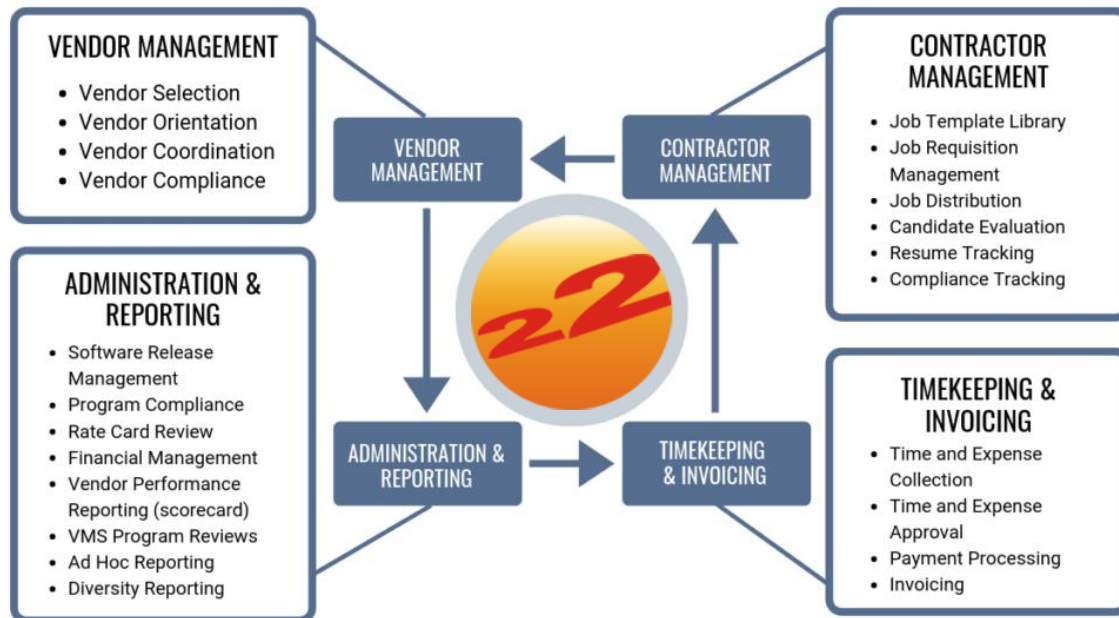 VENDOR MANAGEMENT
• Vendor Selection
• Vendor Orientation
• Vendor Coordination
• Vendor Compliance
ADMINISTRATION &
REPORTING
• Software Release
Management
• Program Compliance
• Rate Card Review
• Financial Management
• Vendor Performance
Reporting (scorecard)
• VMS Program Reviews
• Ad Hoc Reporting
• Diversity Reporting
VENDOR
MANAGEMENT
CONTRACTOR
MANAGEMENT
22
ADMINISTRATION &
REPORTING
TIMEKEEPING
& INVOICING
CONTRACTOR
MANAGEMENT
• Job Template Library
• Job Requisition
Management
• Job Distribution
• Candidate Evaluation
• Resume Tracking
• Compliance Tracking
TIMEKEEPING &
INVOICING
• Time and Expense
Collection
• Time and Expense
Approval
• Payment Processing
• Invoicing